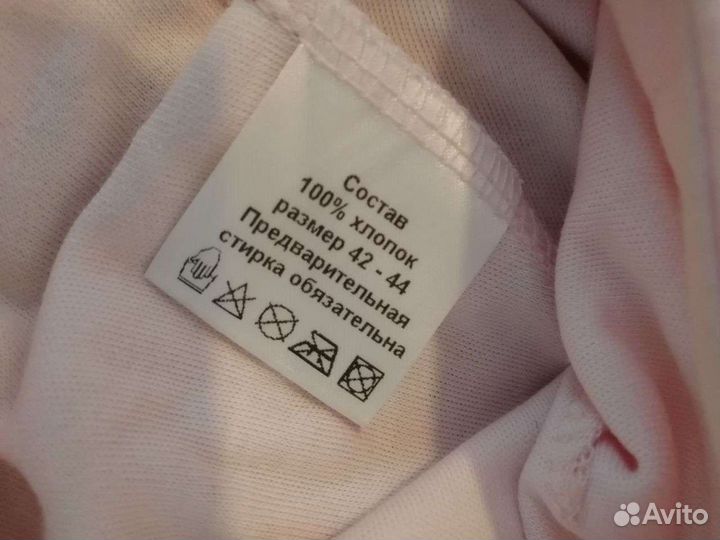 Состав
100% хлопок
размер 42 - 44
Предварительная
стирка обязательна
Avito